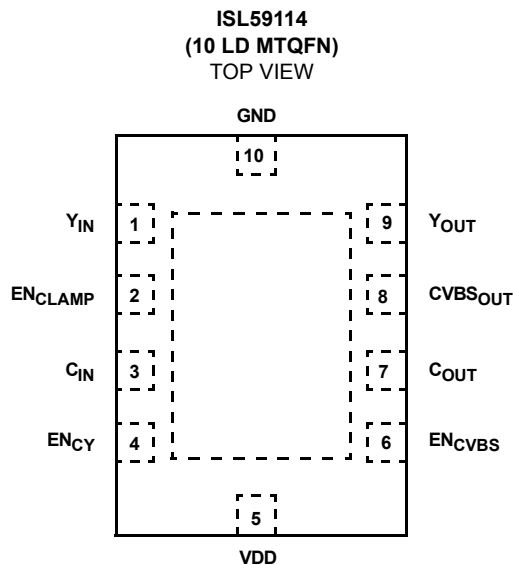 ISL59114
(10 LD MTQFN)
TOP VIEW
GND
10
YIN 1 9 YOUT
ENCLAMP 2 8 CVBSOUT
CIN 3 7 COUT
ENCY 4 6 ENCVBS
5
VDD